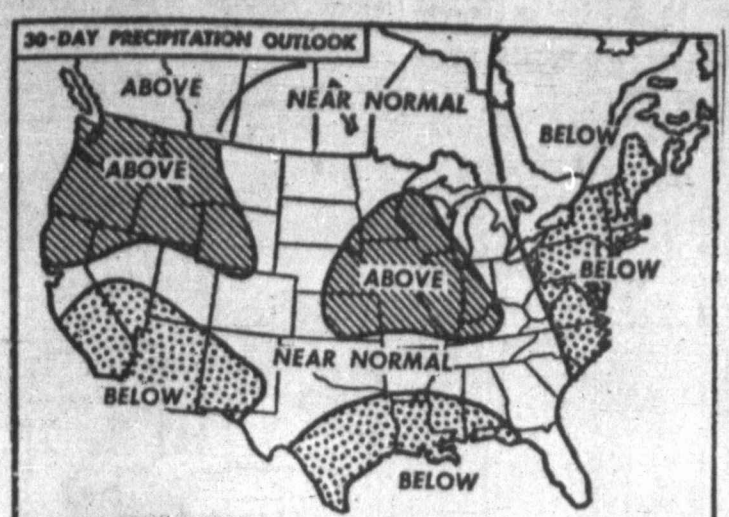 30-DAY PRECIPITATION OUTLOOK
ABOVE
NEAR NORMAL
BELOW
ABOVE
BELOW
ABOVE
NEAR NORMAL
BELOW
BELOW